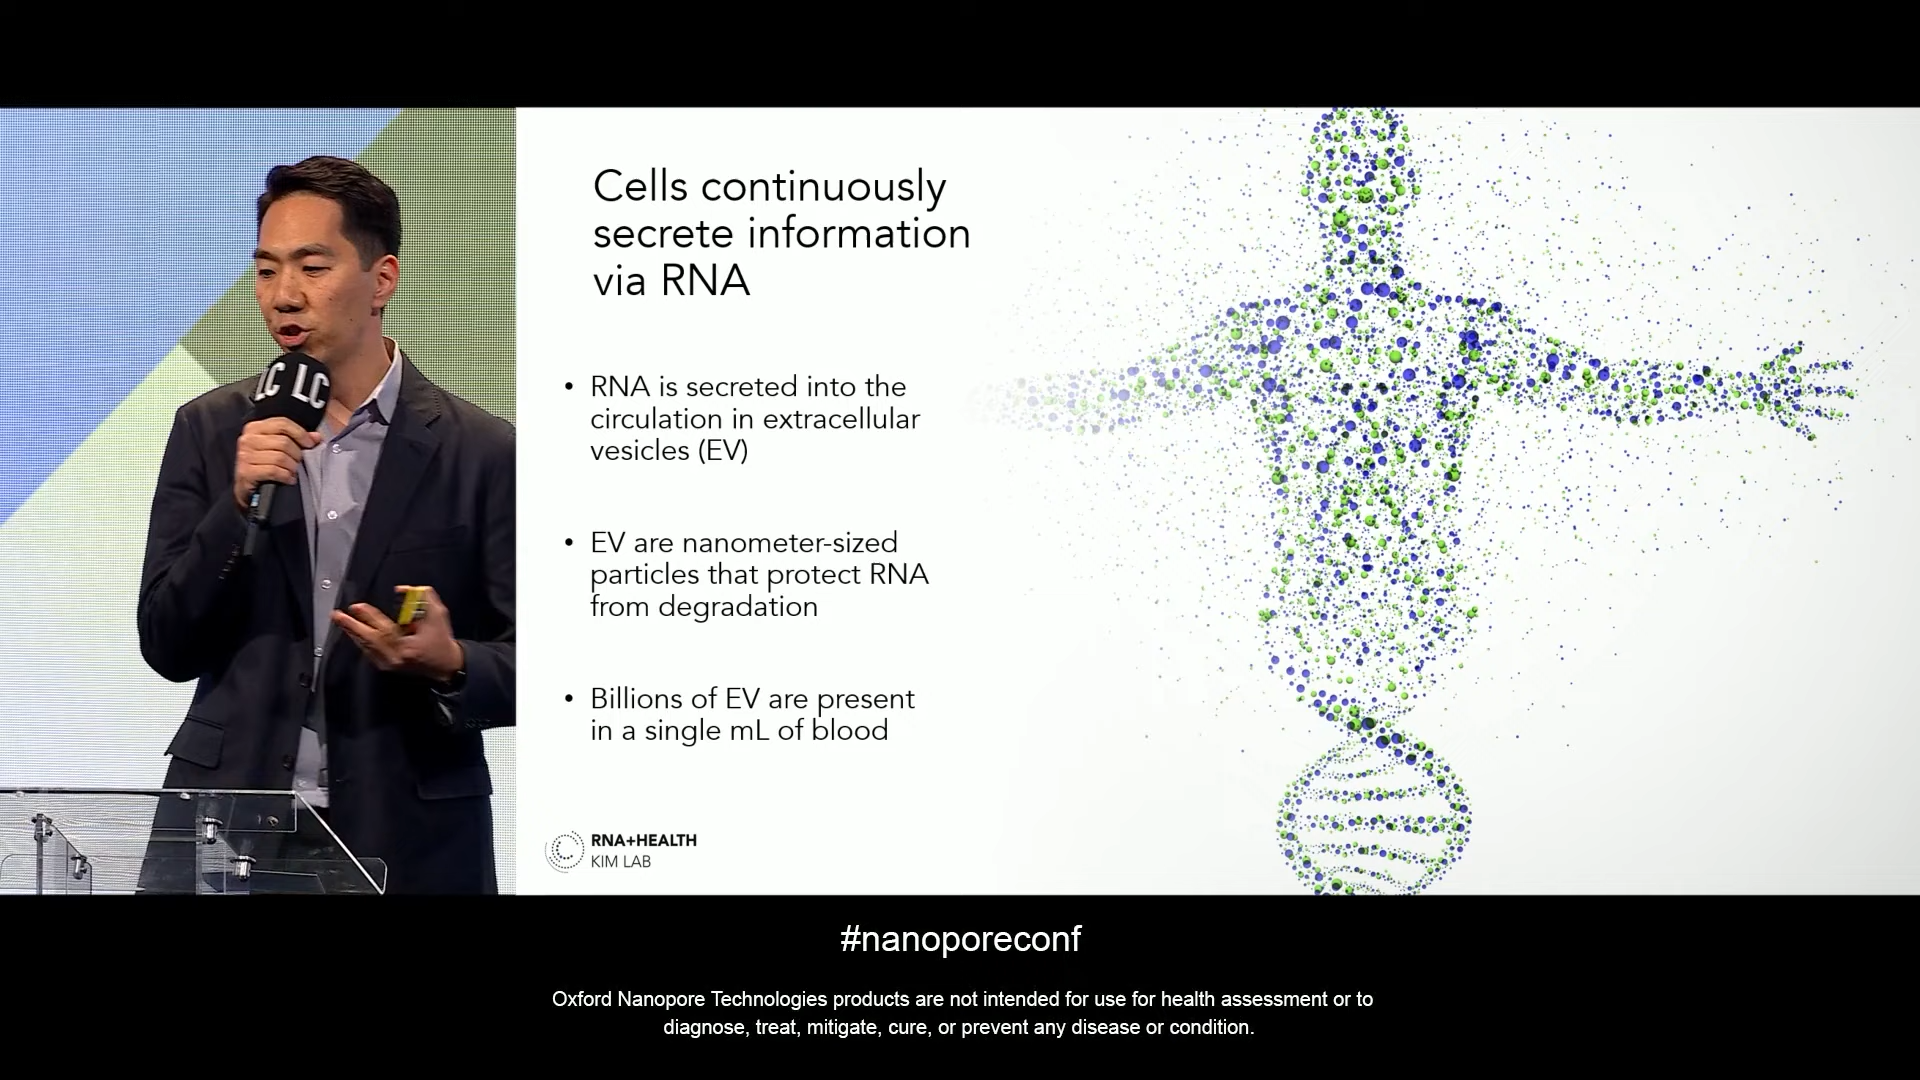 LC LC
Cells continuously
secrete information
via RNA
• RNA is secreted into the
circulation in extracellular
vesicles (EV)
• EV are nanometer-sized
particles that protect RNA
from degradation
• Billions of EV are present
in a single mL of blood
RNA+HEALTH
KIM LAB
#nanoporeconf
Oxford Nanopore Technologies products are not intended for use for health assessment or to
diagnose, treat, mitigate, cure, or prevent any disease or condition.